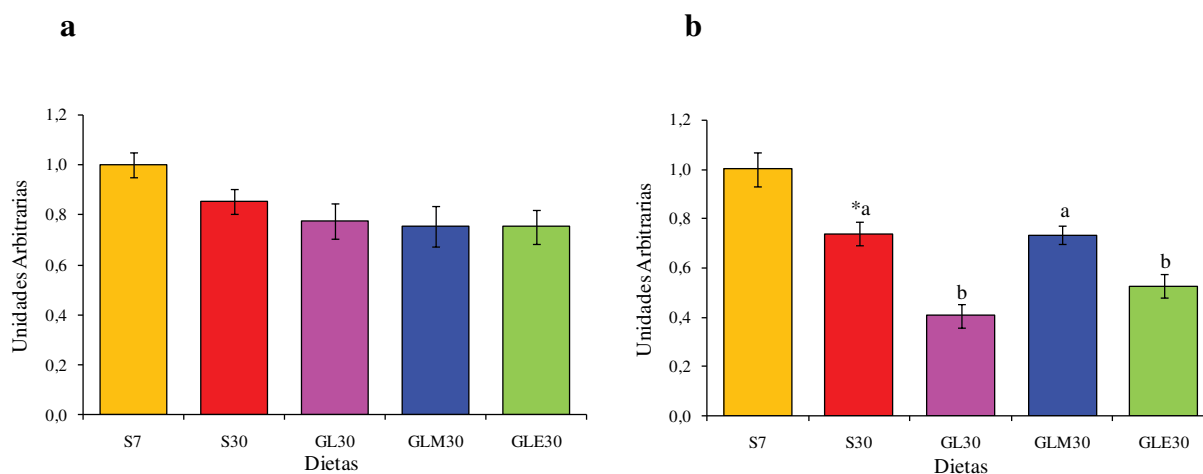 a
1,2
1,0
0,8
0,6
0,4
0,2
0,0
Unidades Arbitrarias
S7 S30 GL30 GLM30 GLE30
Dietas
b
1,2
1,0
0,8
0,6
0,4
0,2
0,0
Unidades Arbitrarias
*a
b
a
b
S7 S30 GL30 GLM30 GLE30
Dietas